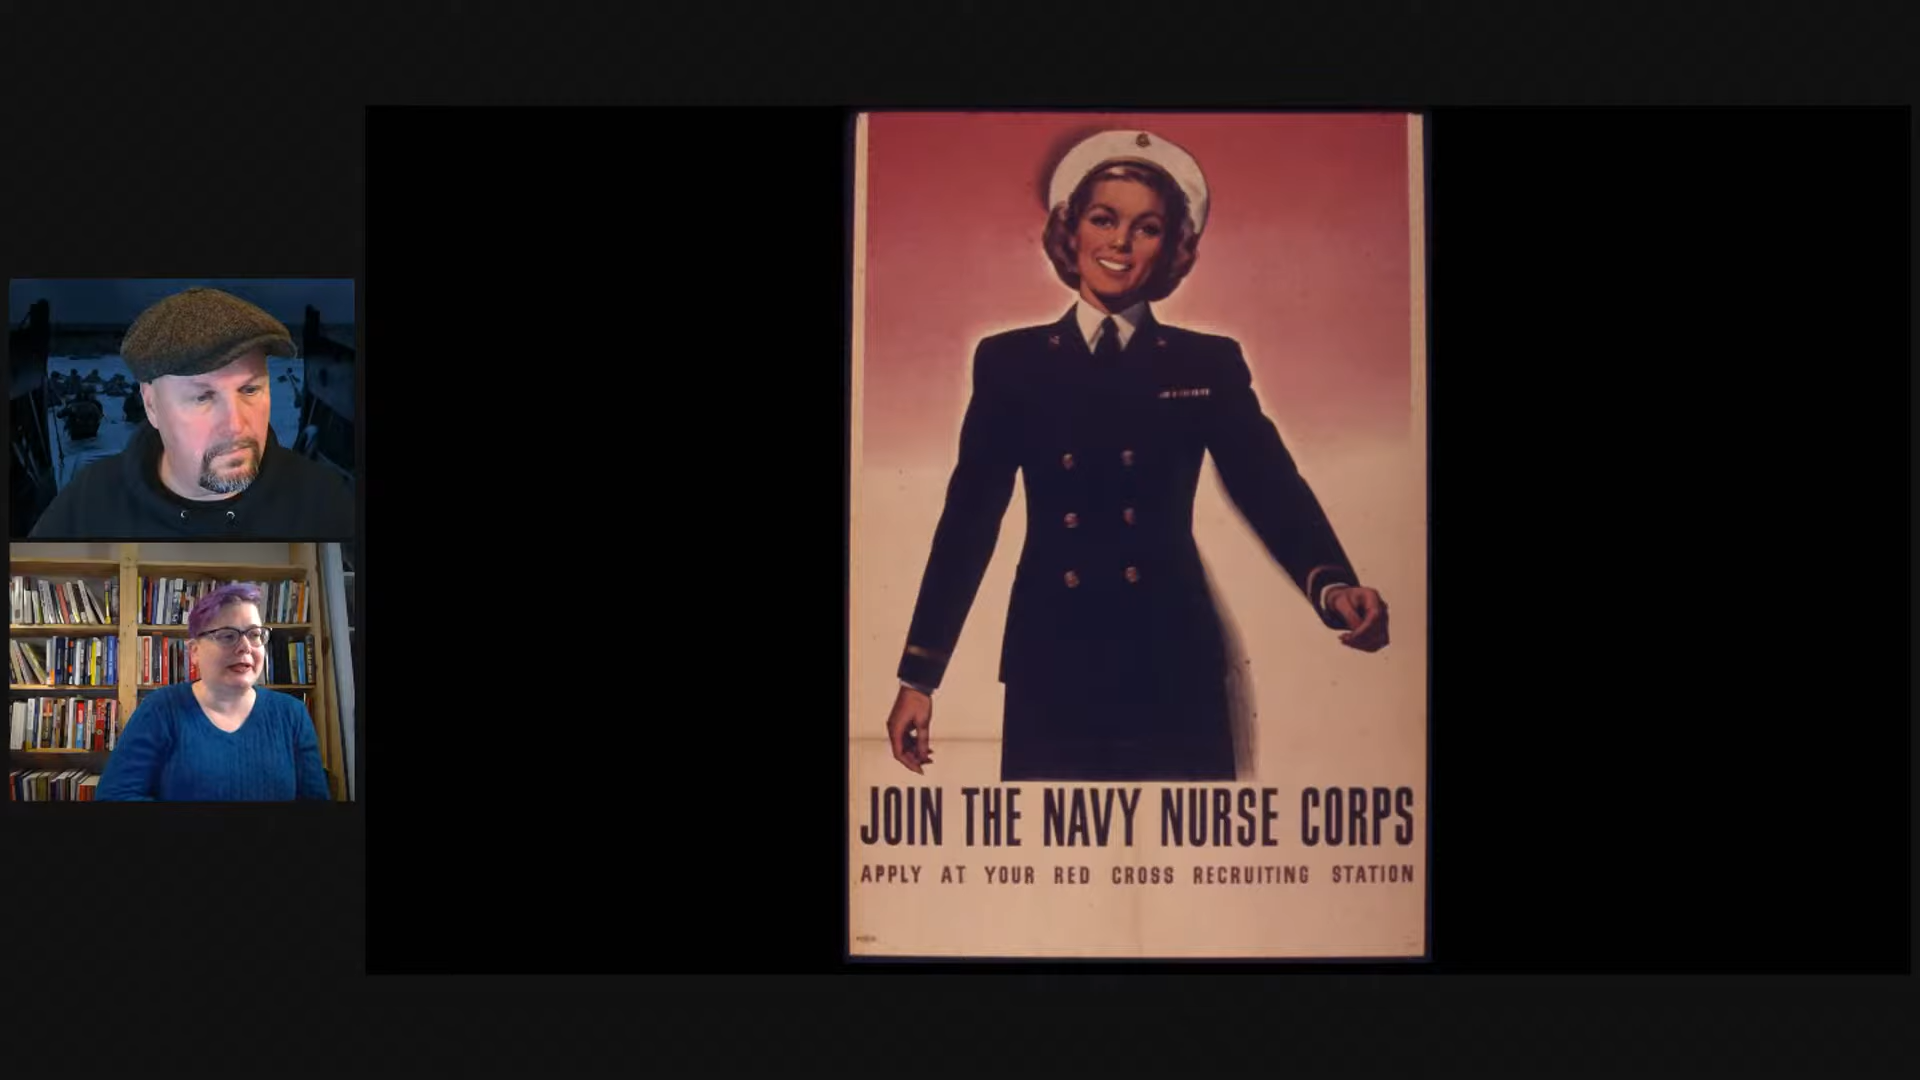 JOIN THE NAVY NURSE CORPS
APPLY AT YOUR RED CROSS RECRUITING STATION